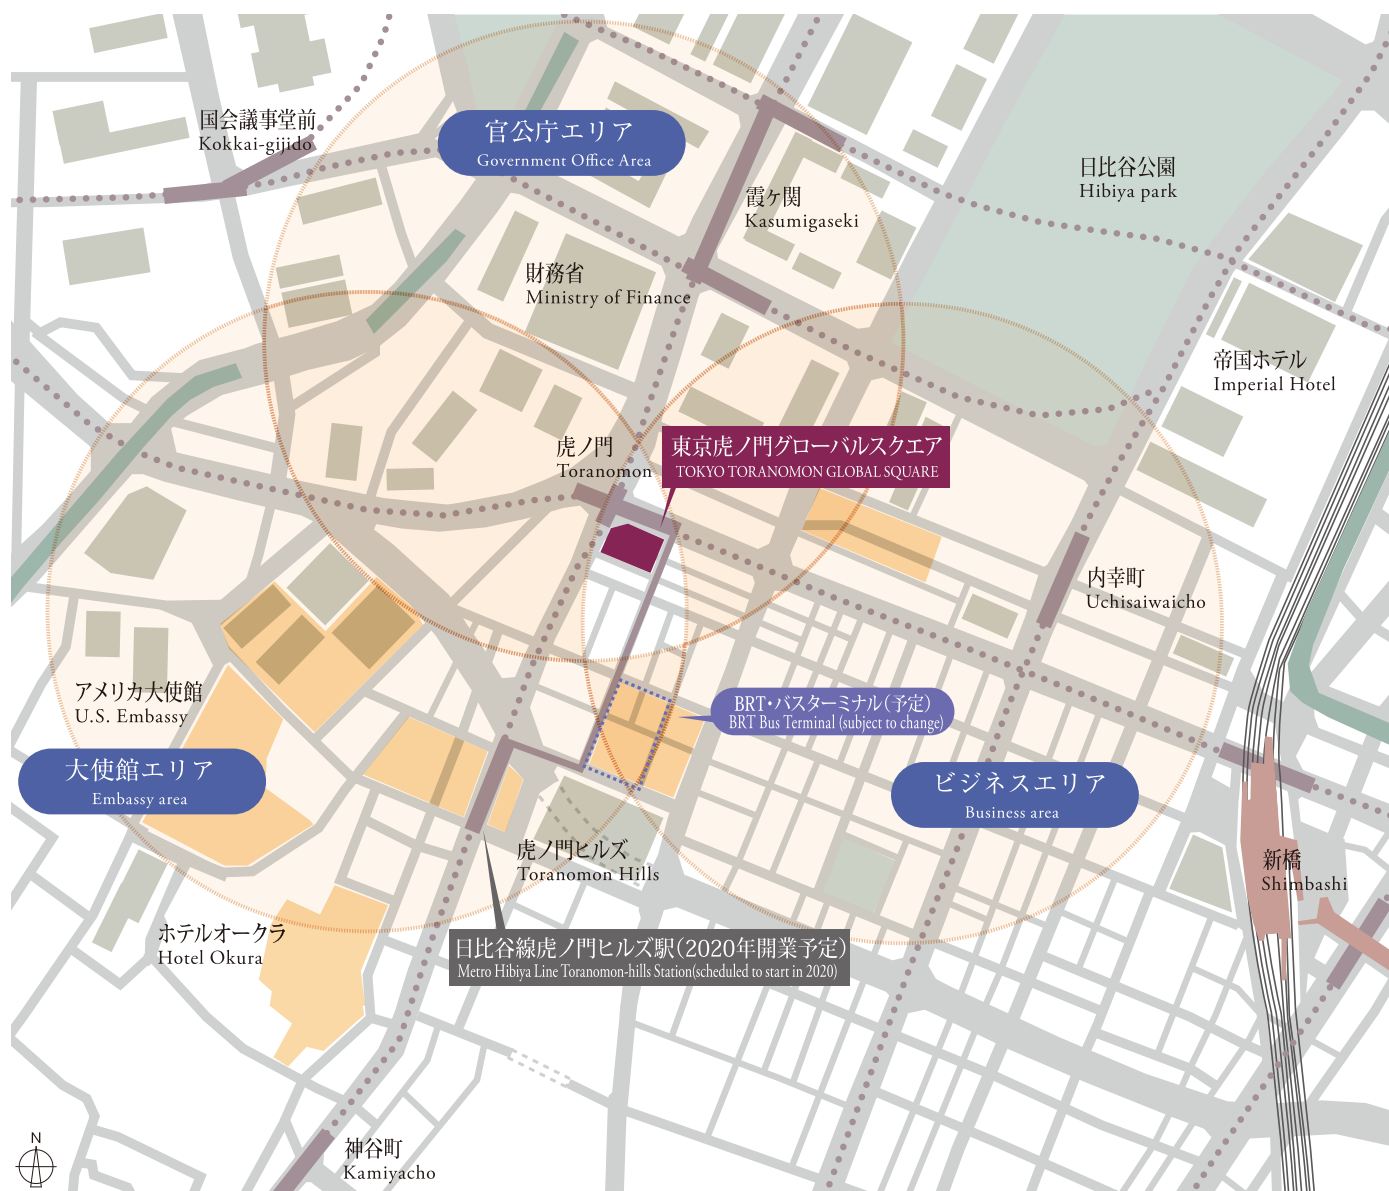 国会議事堂前
Kokkai-gijido
官公庁エリア
Government Office Area
霞ヶ関
Kasumigaseki
日比谷公園
Hibiya park
財務省
Ministry of Finance
帝国ホテル
Imperial Hotel
虎ノ門
Toranomon
東京虎ノ門グローバルスクエア
TOKYO TORANOMON GLOBAL SQUARE
内幸町
Uchisaiwaicho
アメリカ大使館
U.S. Embassy
BRT・バスターミナル（予定）
BRT Bus Terminal (subject to change)
大使館エリア
Embassy area
ビジネスエリア
Business area
虎ノ門ヒルズ
Toranomon Hills
新橋
Shimbashi
ホテルオークラ
Hotel Okura
日比谷線虎ノ門ヒルズ駅（2020年開業予定）
Metro Hibiya Line Toranomon-hills Station(scheduled to start in 2020)
N
神谷町
Kamiyacho